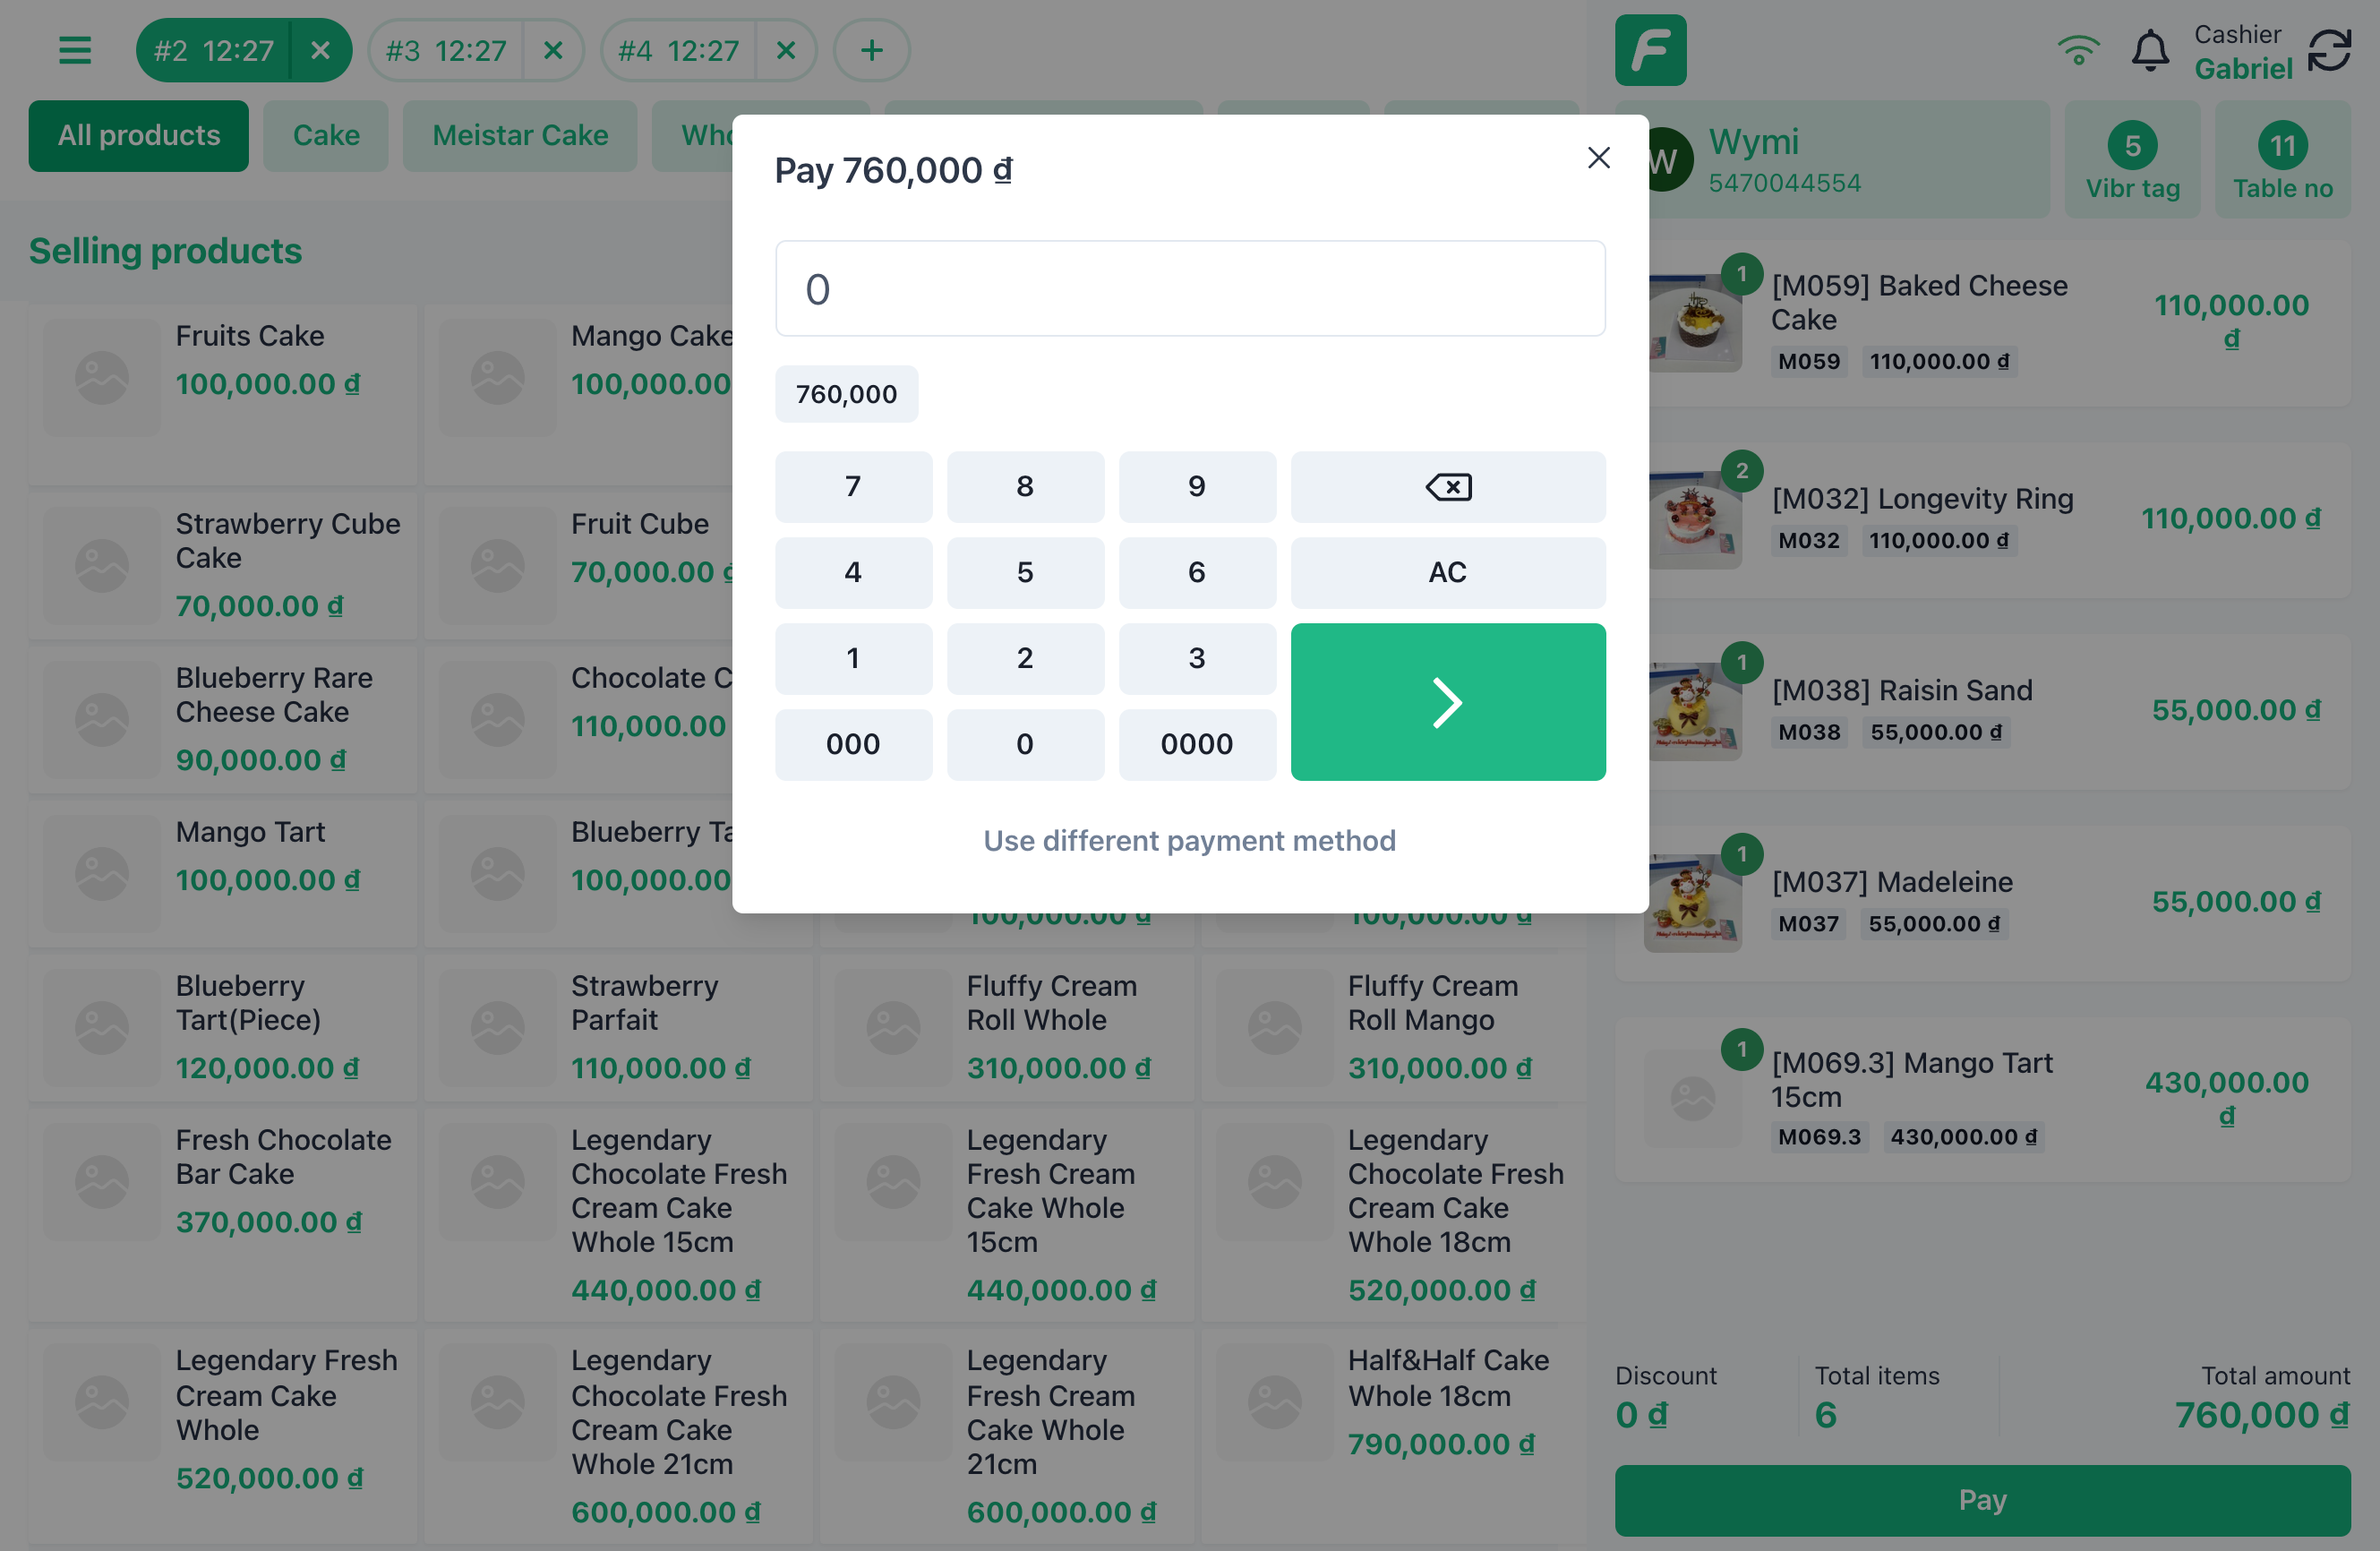 #2 12:27
#3 12:27
#4 12:27
+
F
Cashier
Gabriel
All products
Cake
Meistar Cake
W
Wymi
5470044554
5
Vibr tag
11
Table no
Selling products
Fruits Cake
100,000.00 ₫
Mango Cake
100,000.00
Strawberry Cube
Cake
70,000.00 ₫
Fruit Cube
70,000.00
Blueberry Rare
Cheese Cake
90,000.00 ₫
Chocolate
110,000.00
Mango Tart
100,000.00 ₫
Blueberry
100,000.00
100,000.00 ₫
100,000.00 ₫
Blueberry
Tart(Piece)
120,000.00 ₫
Strawberry
Parfait
110,000.00 ₫
Fluffy Cream
Roll Whole
310,000.00 ₫
Fluffy Cream
Roll Mango
310,000.00 ₫
Fresh Chocolate
Bar Cake
370,000.00 ₫
Legendary
Chocolate Fresh
Cream Cake
Whole 15cm
440,000.00 ₫
Legendary
Fresh Cream
Cake Whole
15cm
440,000.00 ₫
Legendary
Chocolate Fresh
Cream Cake
Whole 18cm
520,000.00 ₫
Legendary Fresh
Cream Cake
Whole
520,000.00 ₫
Legendary
Chocolate Fresh
Cream Cake
Whole 21cm
600,000.00 ₫
Legendary
Fresh Cream
Cake Whole
21cm
600,000.00 ₫
Half&Half Cake
Whole 18cm
790,000.00 ₫
Pay 760,000 ₫
0
760,000
7 8 9
4 5 6 AC
1 2 3
000 0 0000
Use different payment method
1
[M059] Baked Cheese
Cake
M059 110,000.00 ₫
110,000.00
₫
2
[M032] Longevity Ring
M032 110,000.00 ₫
110,000.00 ₫
1
[M038] Raisin Sand
M038 55,000.00 ₫
55,000.00 ₫
1
[M037] Madeleine
M037 55,000.00 ₫
55,000.00 ₫
1
[M069.3] Mango Tart
15cm
M069.3 430,000.00 ₫
430,000.00
₫
Discount
0 ₫
Total items
6
Total amount
760,000 ₫
Pay